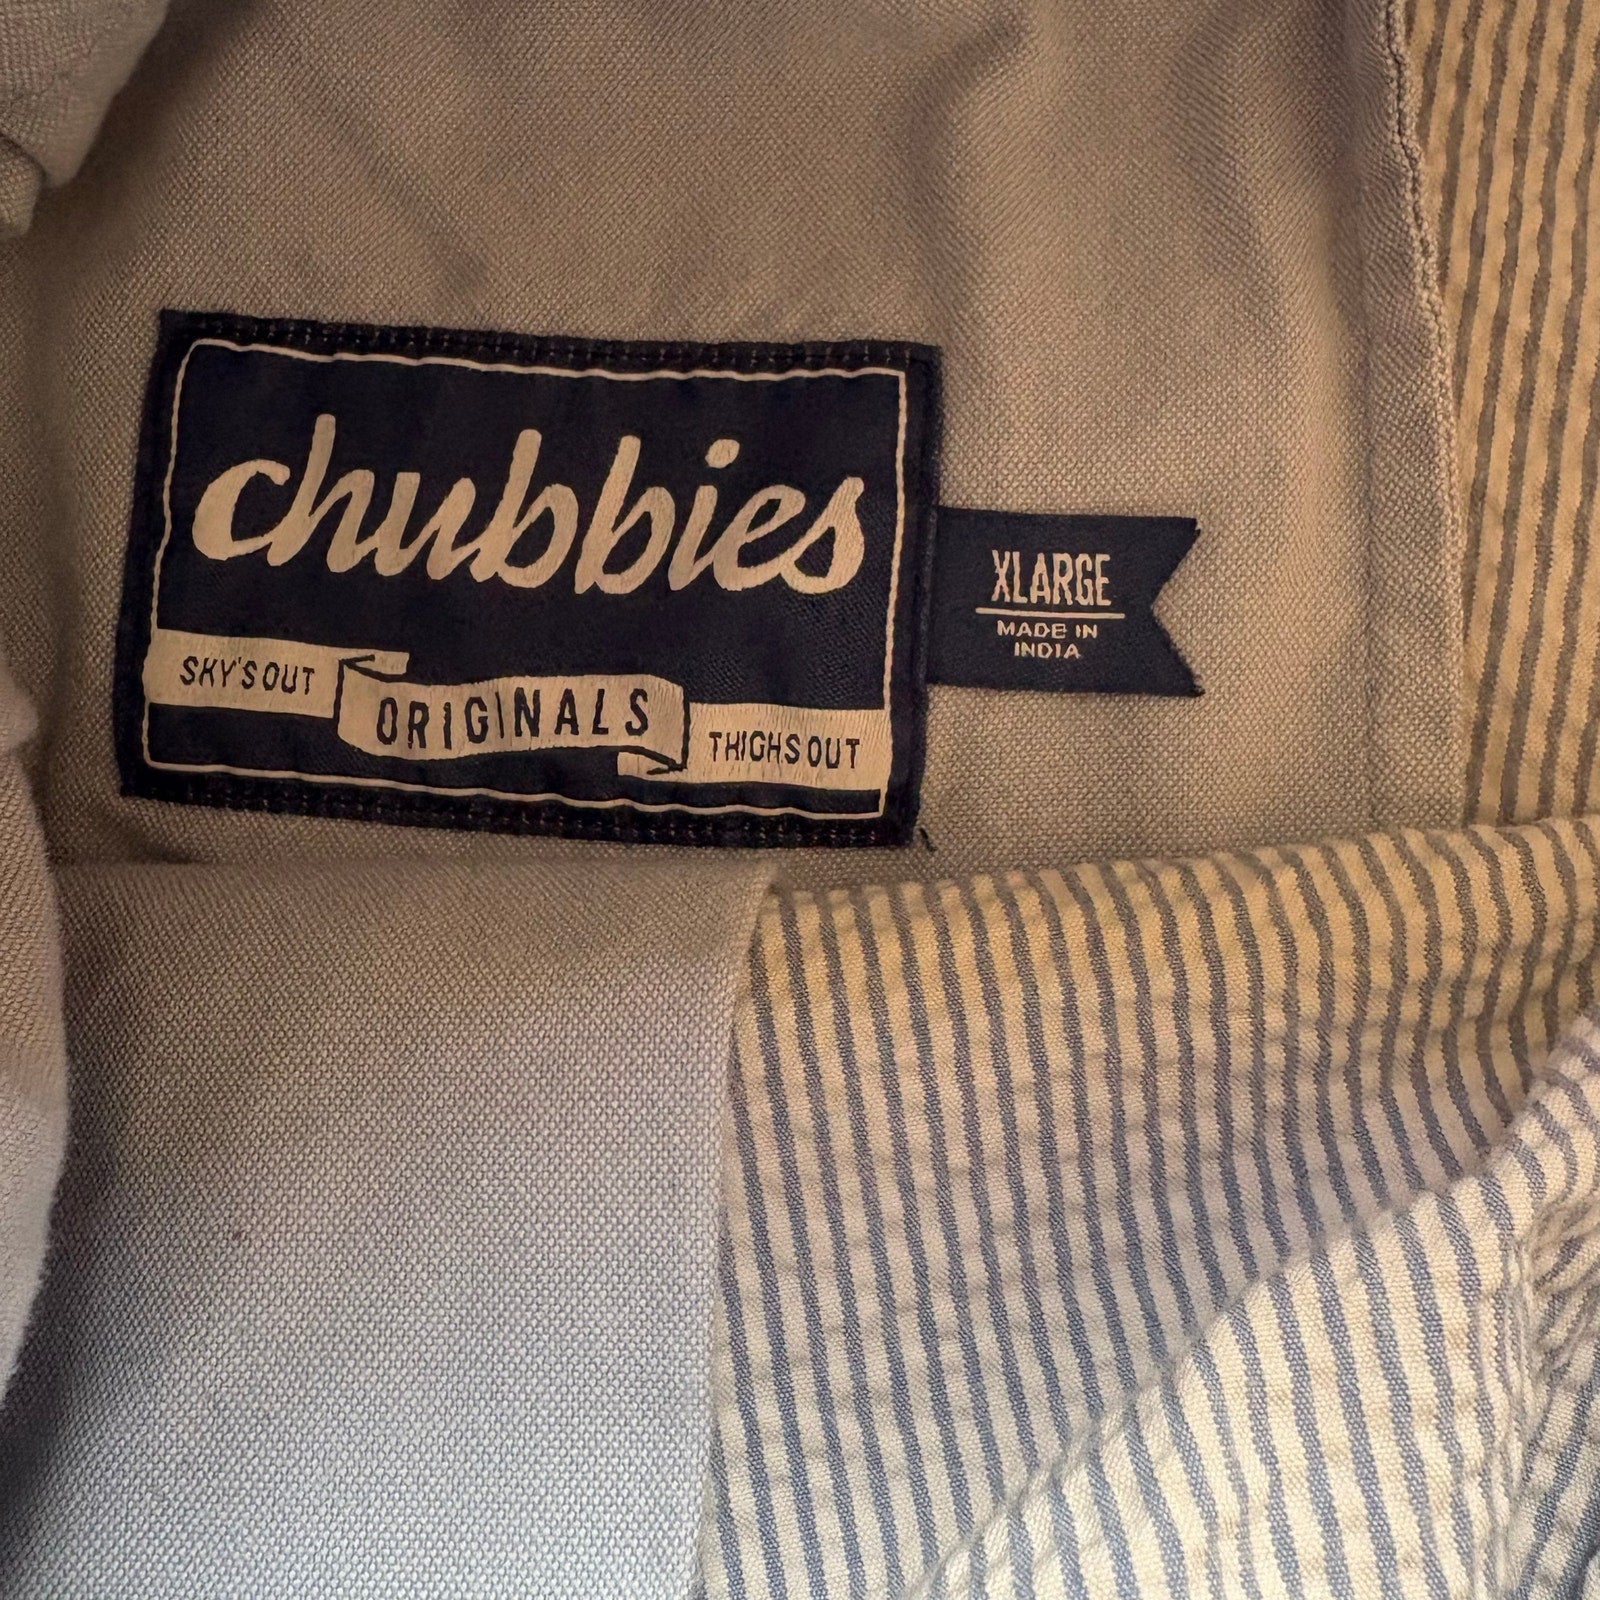 chubbies
SKY'S OUT
ORIGINALS
THIGHS OUT
XLARGE
MADE IN
INDIA